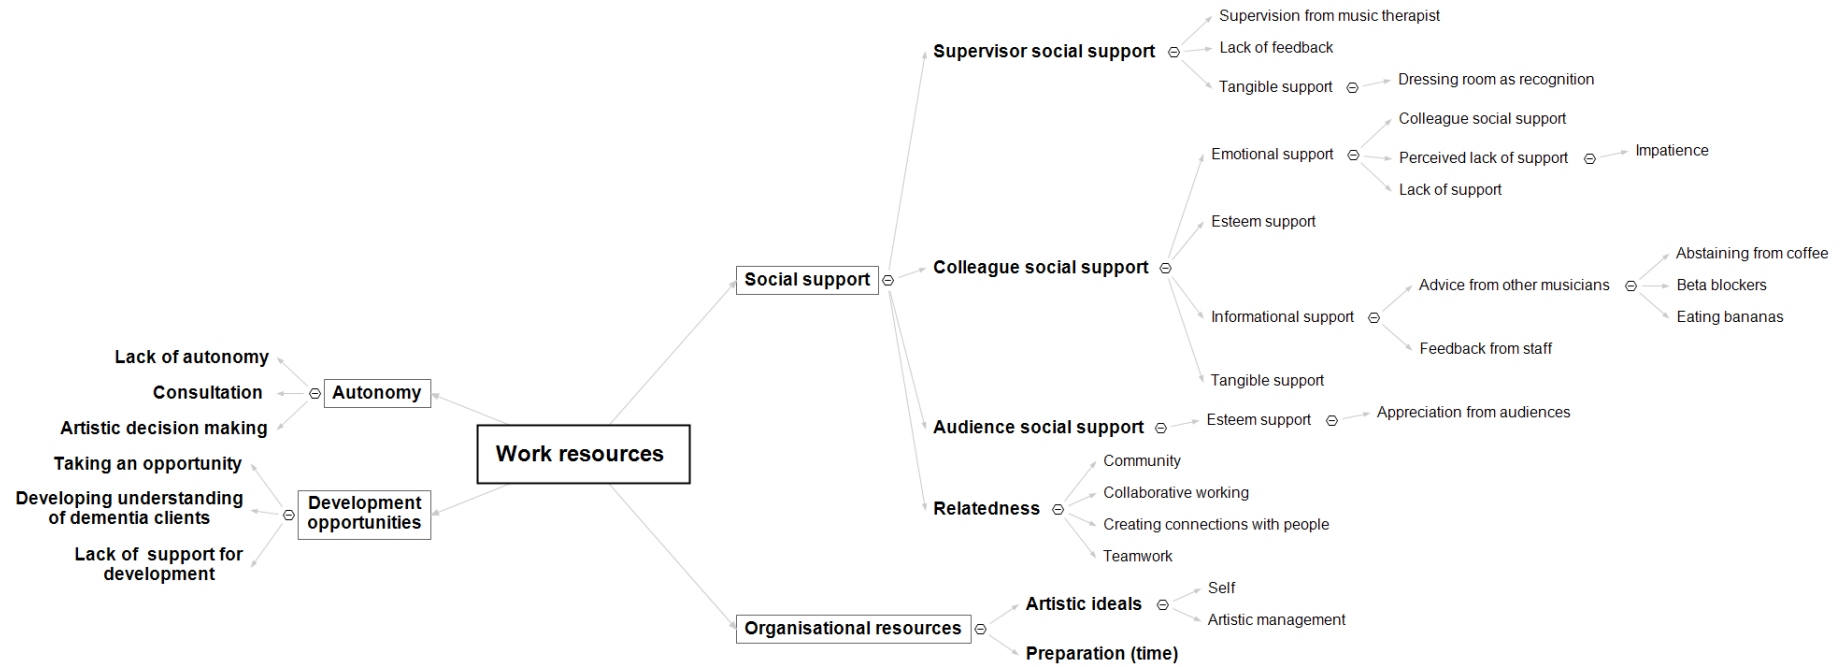 Work resources
Autonomy
Lack of autonomy
Consultation
Artistic decision making
Development
opportunities
Taking an opportunity
Developing understanding
of dementia clients
Lack of support for
development
Social support
Supervisor social support
Supervision from music therapist
Lack of feedback
Tangible support
Dressing room as recognition
Colleague social support
Emotional support
Colleague social support
Perceived lack of support
Impatience
Lack of support
Esteem support
Informational support
Advice from other musicians
Abstaining from coffee
Beta blockers
Eating bananas
Feedback from staff
Tangible support
Audience social support
Esteem support
Appreciation from audiences
Relatedness
Community
Collaborative working
Creating connections with people
Teamwork
Organisational resources
Artistic ideals
Self
Artistic management
Preparation (time)